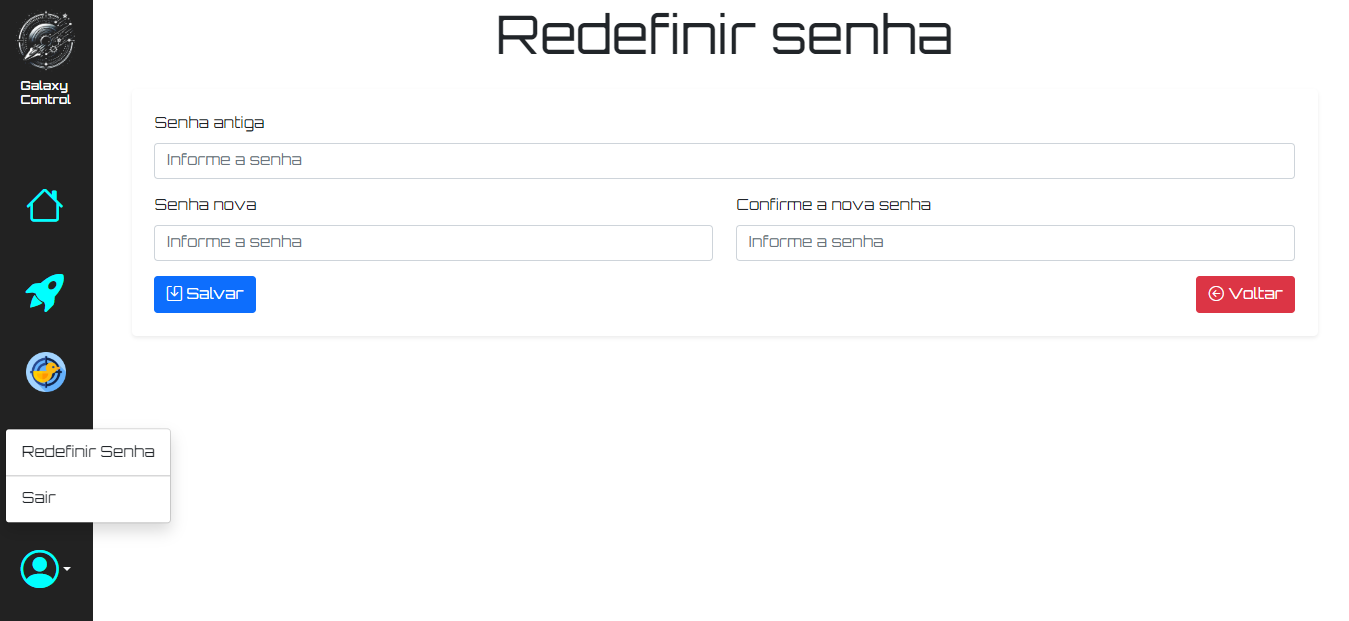 Galaxy
Control
Redefinir senha
Senha antiga
Informe a senha
Senha nova
Confirme a nova senha
Informe a senha
Informe a senha
Salvar
Voltar
Redefinir Senha
Sair